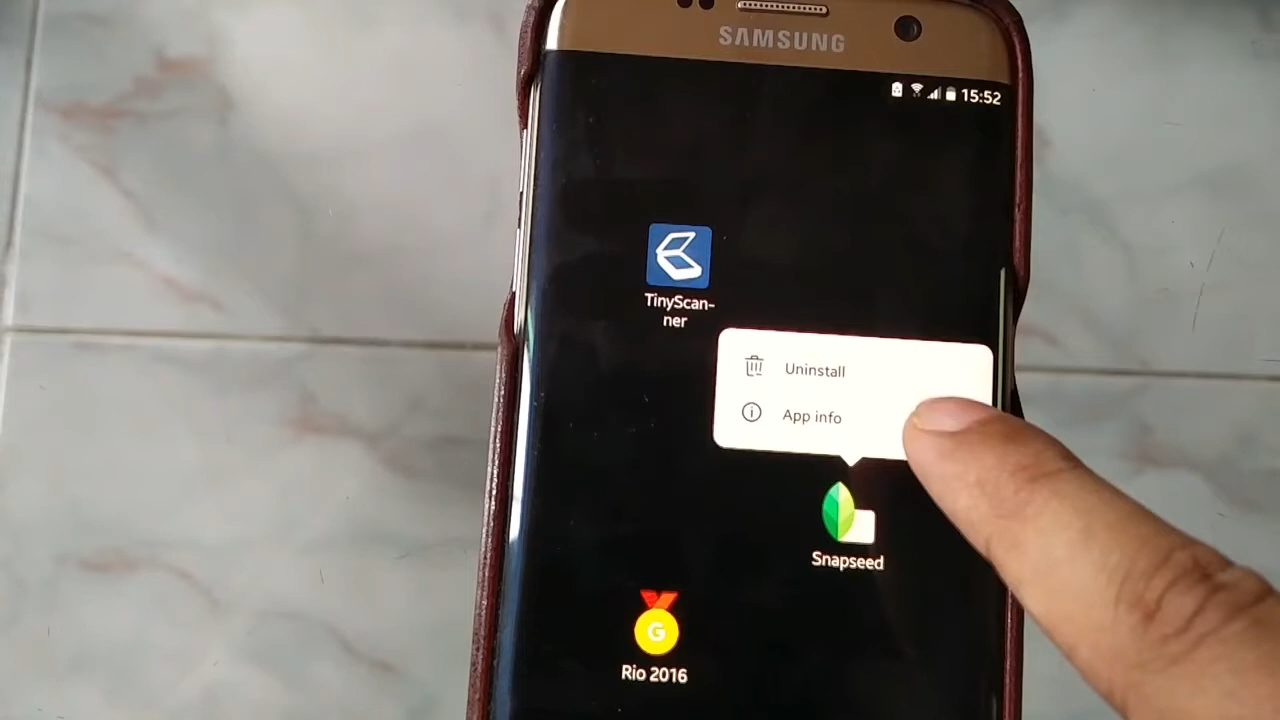 SAMSUNG
15:52
TinyScan-
ner
Uninstall
App info
Snapseed
G
Rio 2016